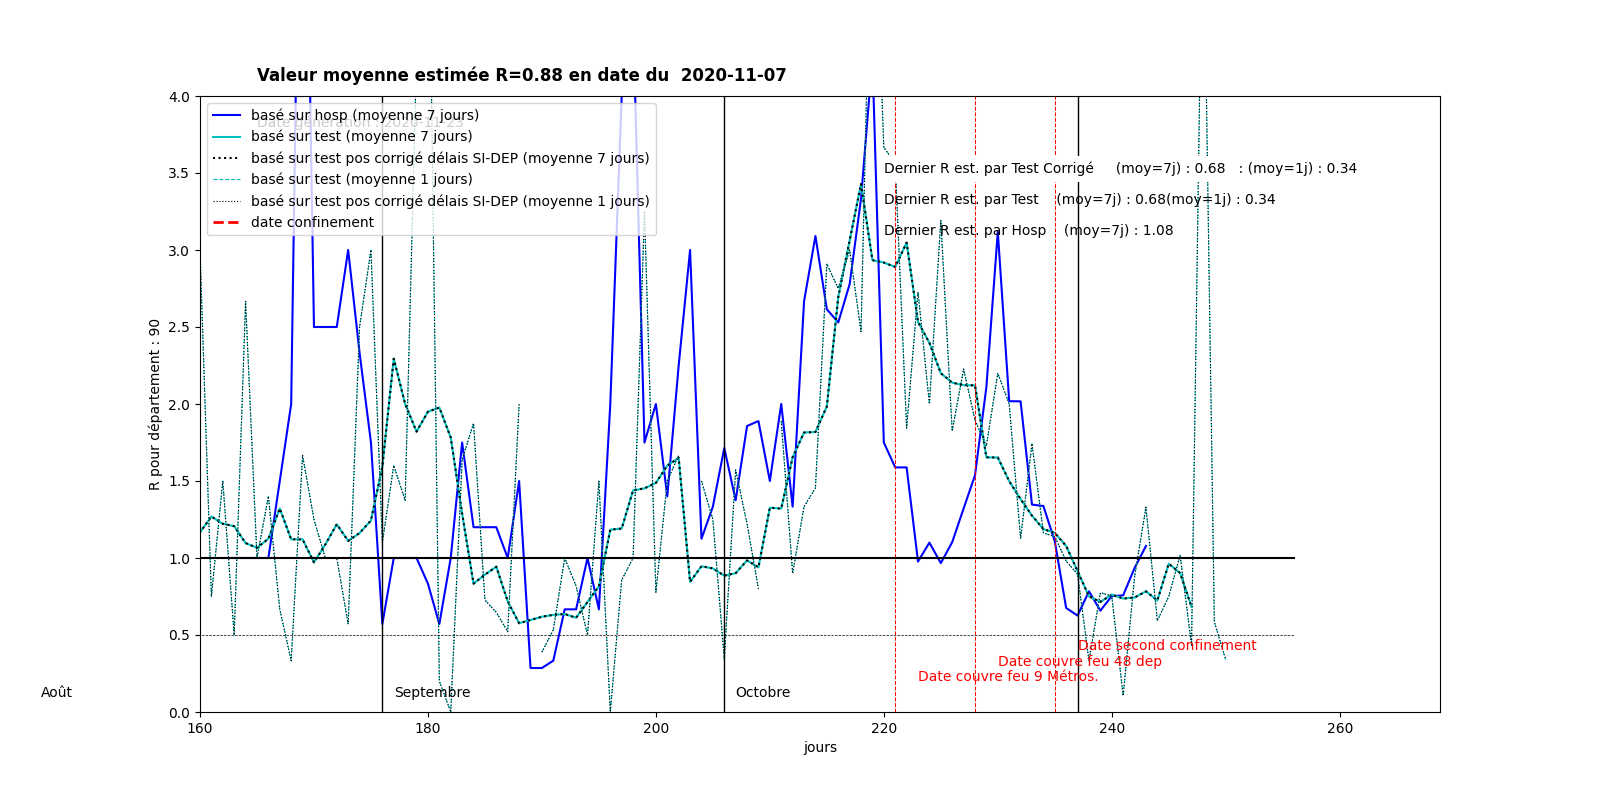 Valeur moyenne estimée R=0.88 en date du  2020-11-07
Date génération : 2020-11-23
basé sur hosp (moyenne 7 jours)
basé sur test (moyenne 7 jours)
basé sur test pos corrigé délais SI-DEP (moyenne 7 jours)
basé sur test (moyenne 1 jours)
basé sur test pos corrigé délais SI-DEP (moyenne 1 jours)
date confinement
Dernier R est. par Test Corrigé     (moy=7j) : 0.68   : (moy=1j) : 0.34
Dernier R est. par Test    (moy=7j) : 0.68(moy=1j) : 0.34
Dernier R est. par Hosp    (moy=7j) : 1.08
R pour département : 90
4.0
3.5
3.0
2.5
2.0
1.5
1.0
0.5
0.0
Date second confinement
Date couvre feu 48 dep
Date couvre feu 9 Métros.
Août
Septembre
Octobre
160 180 200 220 240 260
jours